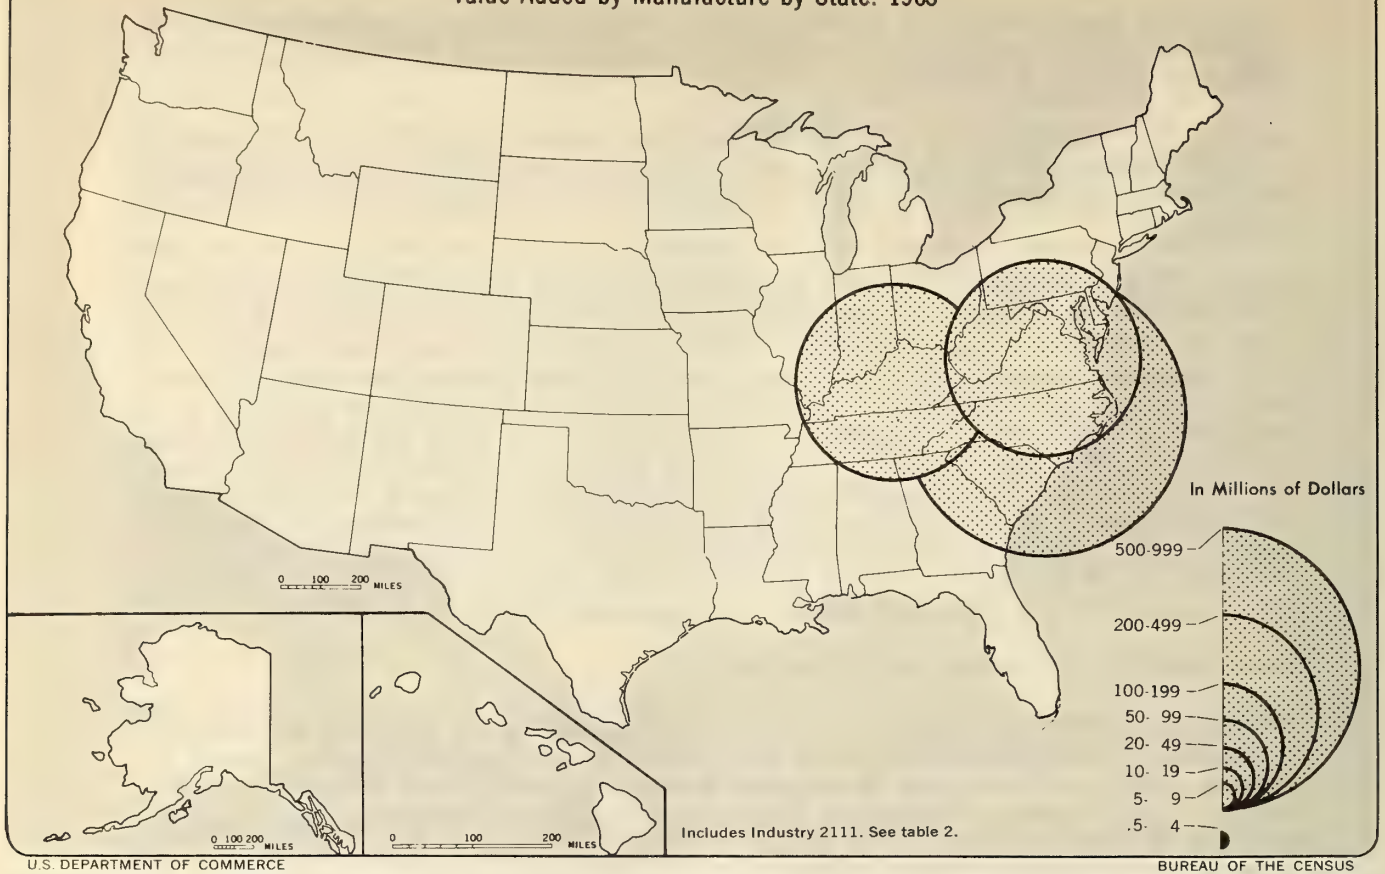 Value Added by Manufacture by State: 1963
In Millions of Dollars
500-999
200-499
100-199
50- 99
20- 49
10- 19
5- 9
.5- 4
0 100 200 MILES
0 100 200 MILES
0 100 200 MILES
Includes Industry 2111. See table 2.
U.S. DEPARTMENT OF COMMERCE
BUREAU OF THE CENSUS